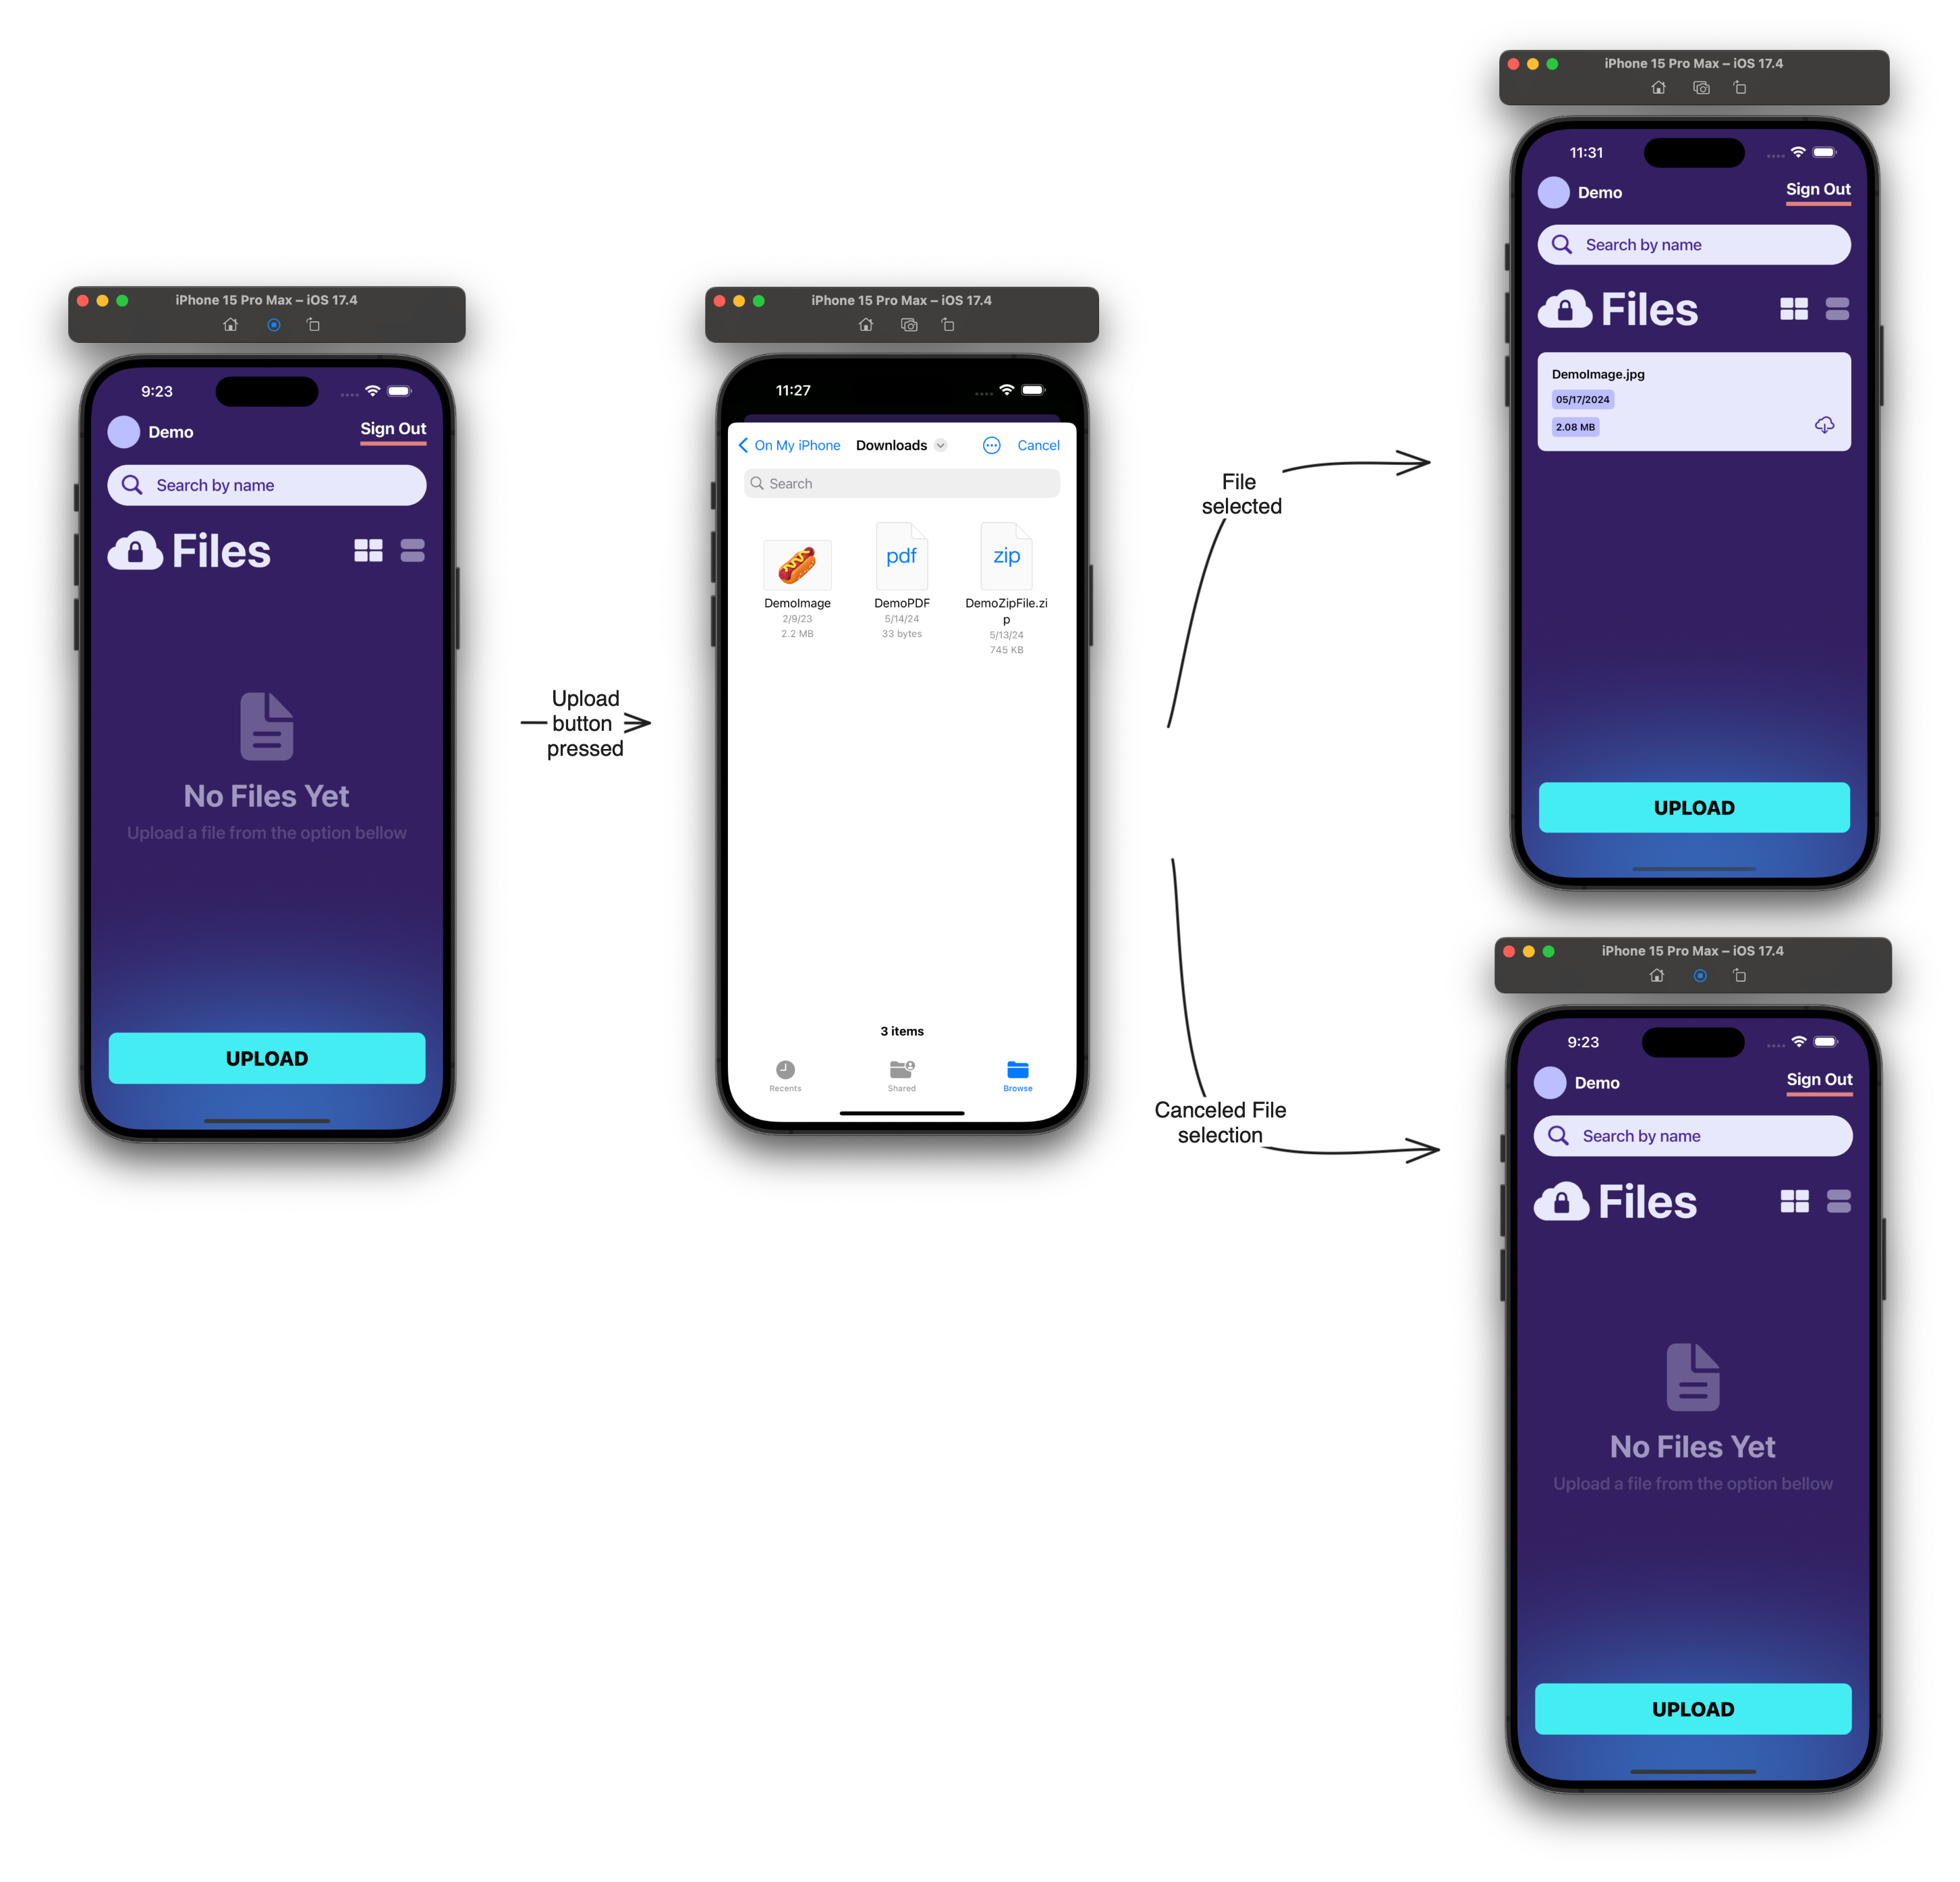 iPhone 15 Pro Max – iOS 17.4
9:23
Demo
Sign Out
Search by name
Files
No Files Yet
Upload a file from the option bellow
UPLOAD
Upload
button
pressed
iPhone 15 Pro Max – iOS 17.4
11:27
On My iPhone
Downloads
Cancel
Search
pdf
zip
DemoImage
2/9/23
2.2 MB
DemoPDF
5/14/24
33 bytes
DemoZipFile.zi
p
5/13/24
745 KB
3 items
Recents
Shared
Browse
File
selected
iPhone 15 Pro Max – iOS 17.4
11:31
Demo
Sign Out
Search by name
Files
DemoImage.jpg
05/17/2024
2.08 MB
UPLOAD
Canceled File
selection
iPhone 15 Pro Max – iOS 17.4
9:23
Demo
Sign Out
Search by name
Files
No Files Yet
Upload a file from the option bellow
UPLOAD